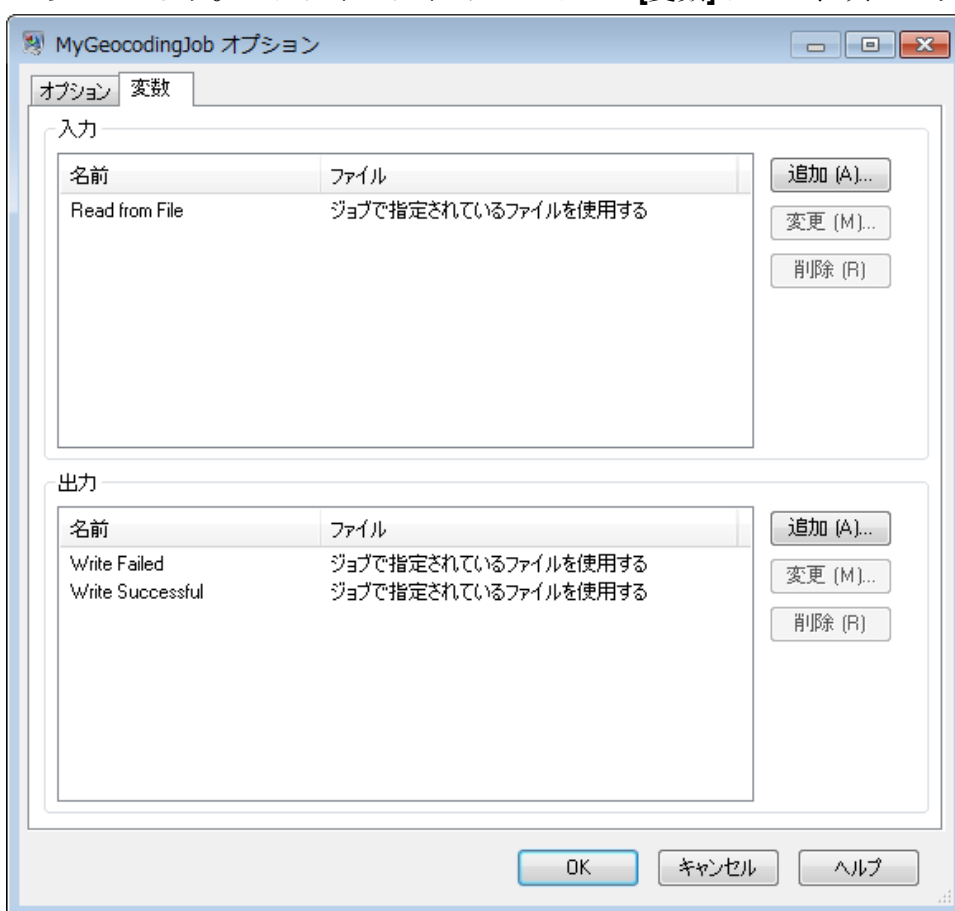 [変数]
MyGeocodingJob オプション
オプション 変数
入力
名前 ファイル 追加 (A)...
Read from File ジョブで指定されているファイルを使用する 変更 (M)...
削除 (R)
出力
名前 ファイル 追加 (A)...
Write Failed ジョブで指定されているファイルを使用する 変更 (M)...
Write Successful ジョブで指定されているファイルを使用する
削除 (R)
OK キャンセル ヘルプ